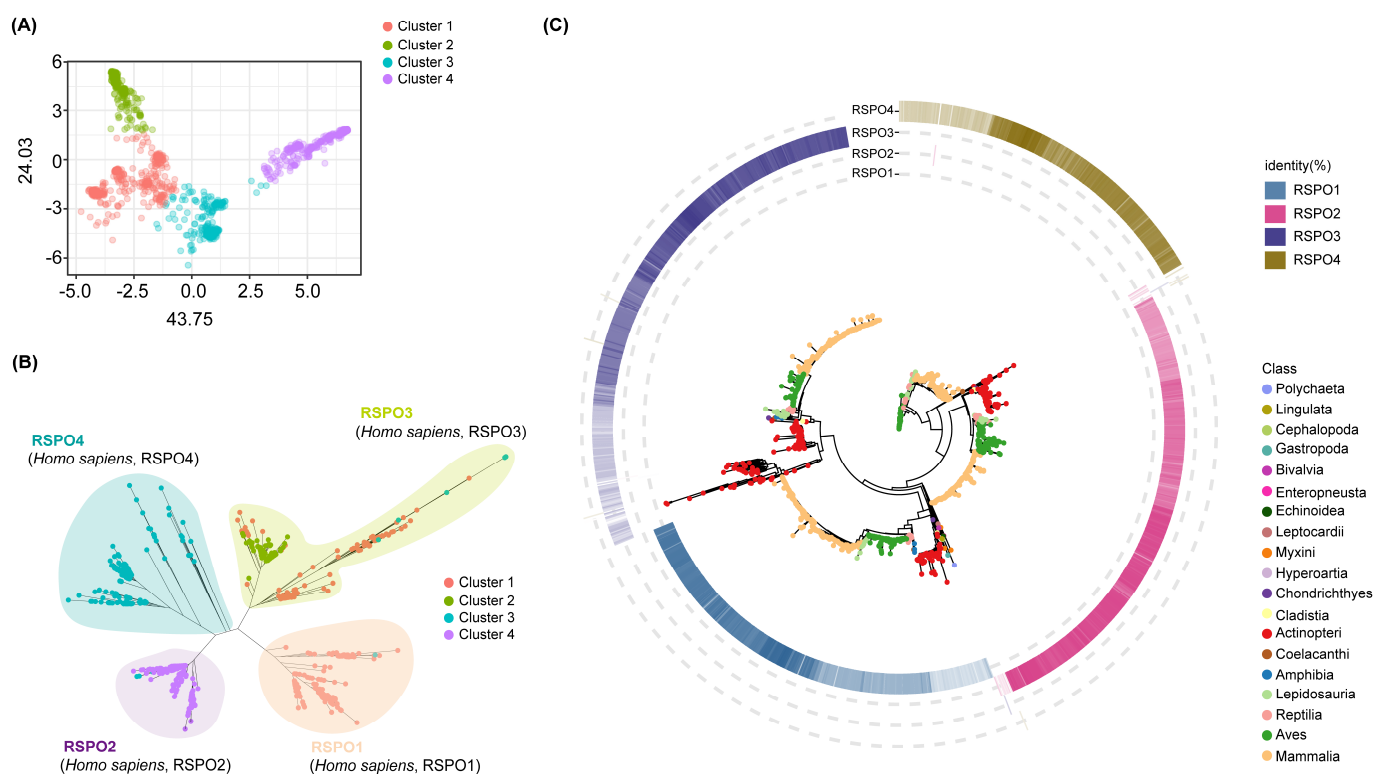 (A)
Cluster 1
Cluster 2
Cluster 3
Cluster 4
6
3
0
-3
-6
24.03
-5.0
-2.5
0.0
2.5
5.0
43.75
(B)
RSPO4
(Homo sapiens, RSPO4)
RSPO3
(Homo sapiens, RSPO3)
Cluster 1
Cluster 2
Cluster 3
Cluster 4
RSPO2
(Homo sapiens, RSPO2)
RSPO1
(Homo sapiens, RSPO1)
(C)
RSPO4
RSPO3
RSPO2
RSPO1
identity(%)
RSPO1
RSPO2
RSPO3
RSPO4
Class
Polychaeta
Lingulata
Cephalopoda
Gastropoda
Bivalvia
Enteropneusta
Echinoidea
Leptocardii
Myxini
Hyperoartia
Chondrichthyes
Cladistia
Actinopteri
Coelacanthi
Amphibia
Lepidosauria
Reptilia
Aves
Mammalia